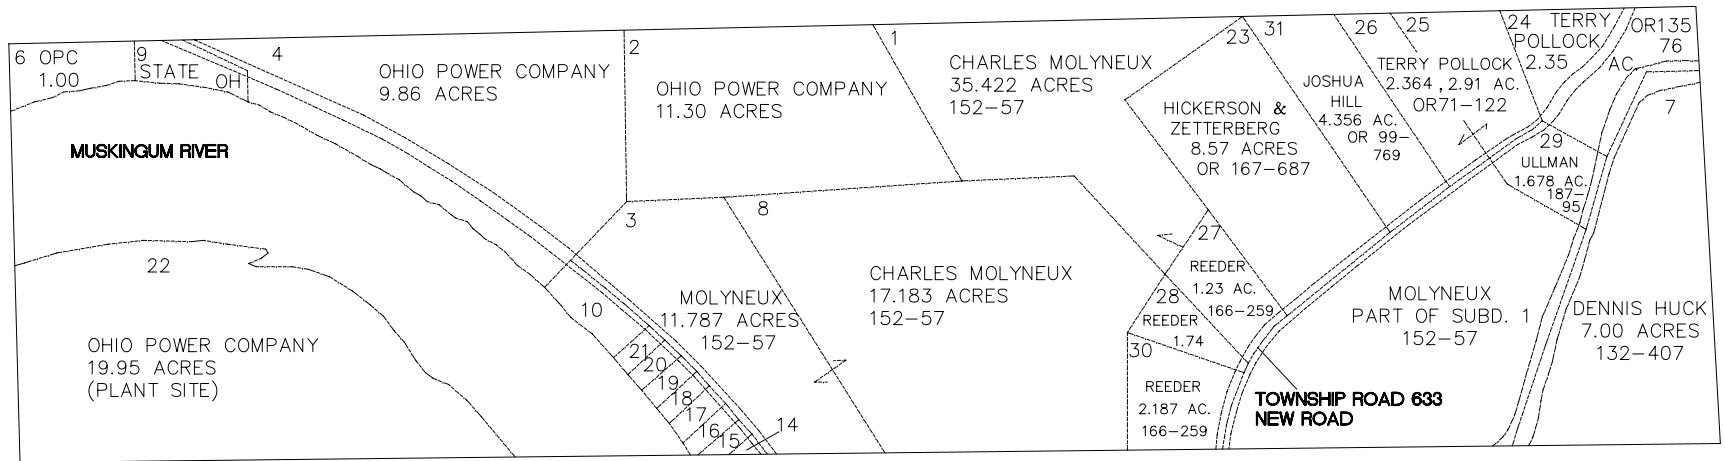 6 OPC
1.00
9
STATE OH
4
OHIO POWER COMPANY
9.86 ACRES
2
OHIO POWER COMPANY
11.30 ACRES
1
CHARLES MOLYNEUX
35.422 ACRES
152-57
23
31
HICKERSON &
ZETTERBERG
8.57 ACRES
OR 167-687
26
JOSHUA
HILL
4.356 AC.
OR 99-
769
25
TERRY POLLOCK
2.364, 2.91 AC.
OR71-122
24 TERRY
POLLOCK
2.35
AC.
OR135
76
7
29
ULLMAN
1.678 AC.
187-
95
MUSKINGUM RIVER
22
OHIO POWER COMPANY
19.95 ACRES
(PLANT SITE)
3
MOLYNEUX
11.787 ACRES
152-57
8
CHARLES MOLYNEUX
17.183 ACRES
152-57
10
21
20
19
18
17
16
15
14
27
REEDER
1.23 AC.
166-259
28
REEDER
1.74
30
REEDER
2.187 AC.
166-259
MOLYNEUX
PART OF SUBD. 1
152-57
DENNIS HUCK
7.00 ACRES
132-407
TOWNSHIP ROAD 633
NEW ROAD